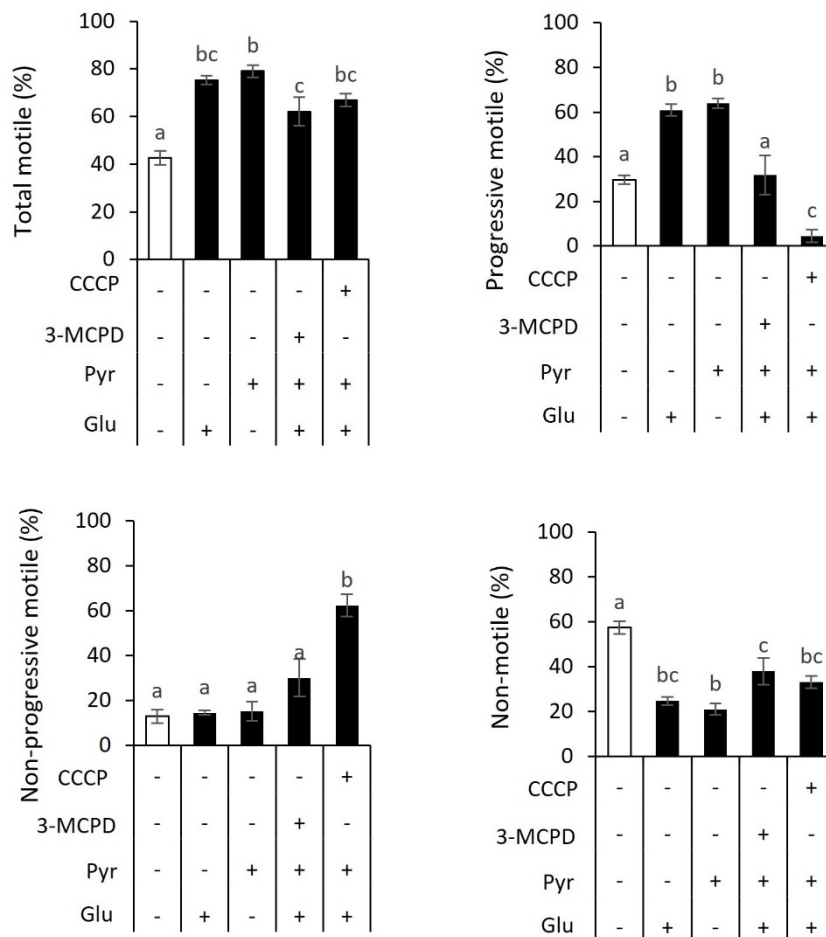 Total motile (%)
100
80
60
40
20
0
a
bc
b
c
bc
CCCP - - - - +
3-MCPD - - - + -
Pyr - - + + +
Glu - + - + +
Progressive motile (%)
100
80
60
40
20
0
a
b
b
a
c
CCCP - - - - +
3-MCPD - - - + -
Pyr - - + + +
Glu - + - + +
Non-progressive motile (%)
100
80
60
40
20
0
a
a
a
a
b
CCCP - - - - +
3-MCPD - - - + -
Pyr - - + + +
Glu - + - + +
Non-motile (%)
100
80
60
40
20
0
a
bc
b
c
bc
CCCP - - - - +
3-MCPD - - - + -
Pyr - - + + +
Glu - + - + +